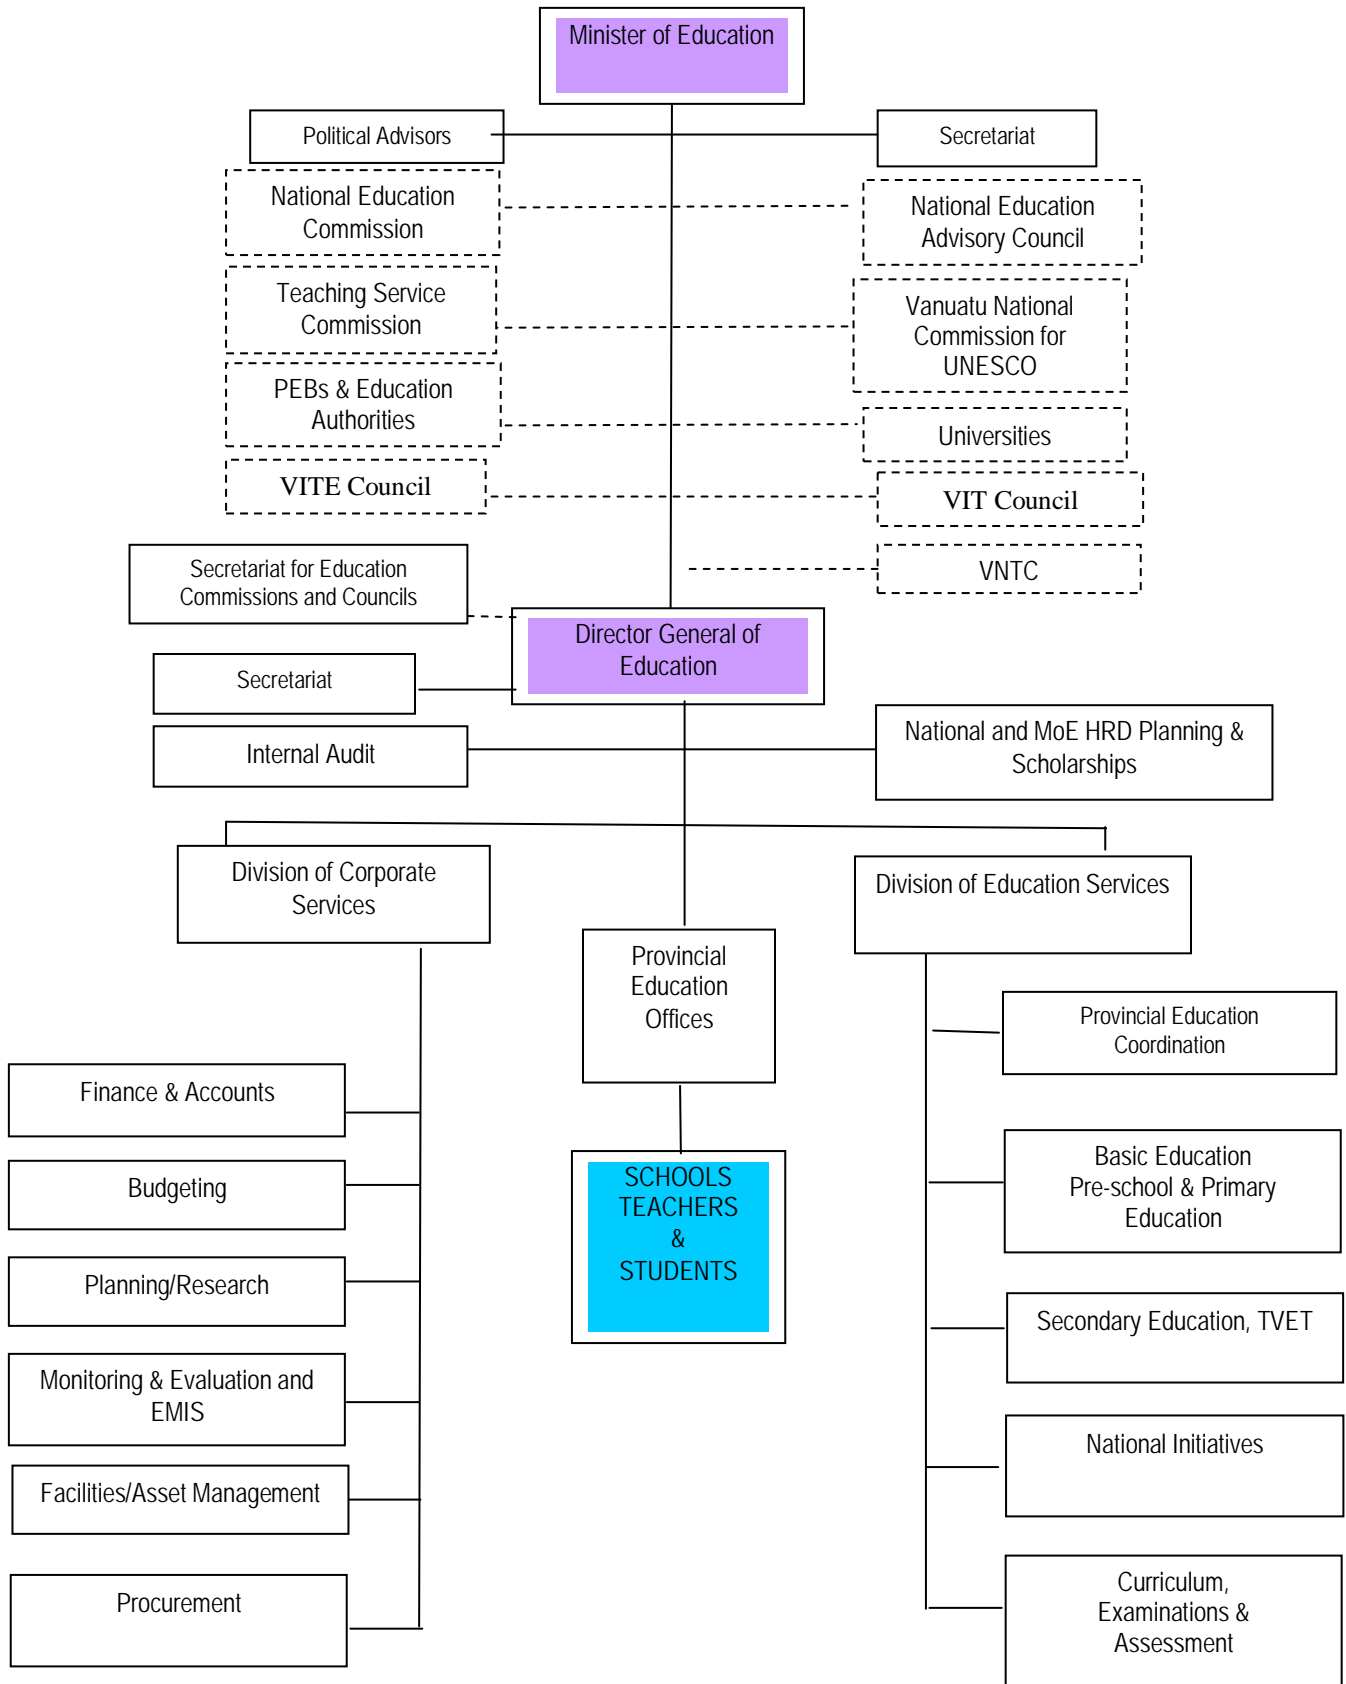 Minister of Education
Political Advisors
Secretariat
National Education
Commission
National Education
Advisory Council
Teaching Service
Commission
Vanuatu National
Commission for
UNESCO
PEBs & Education
Authorities
Universities
VITE Council
VIT Council
Secretariat for Education
Commissions and Councils
VNTC
Director General of
Education
Secretariat
Internal Audit
National and MoE HRD Planning &
Scholarships
Division of Corporate
Services
Division of Education Services
Provincial
Education
Offices
Provincial Education
Coordination
Finance & Accounts
Budgeting
Planning/Research
Monitoring & Evaluation and
EMIS
Facilities/Asset Management
Procurement
SCHOOLS
TEACHERS
&
STUDENTS
Basic Education
Pre-school & Primary
Education
Secondary Education, TVET
National Initiatives
Curriculum,
Examinations &
Assessment